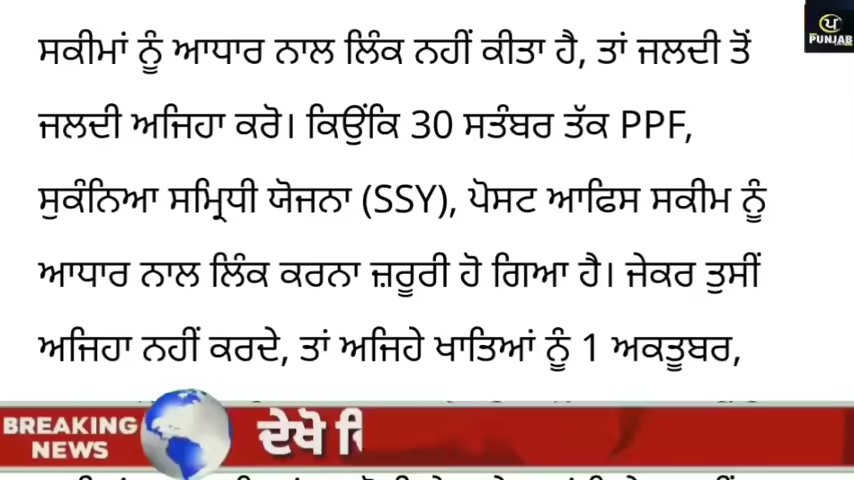 ਪ
PUNJAB
ਸਕੀਮਾਂ ਨੂੰ ਆਧਾਰ ਨਾਲ ਲਿੰਕ ਨਹੀਂ ਕੀਤਾ ਹੈ, ਤਾਂ ਜਲਦੀ ਤੋਂ
ਜਲਦੀ ਅਜਿਹਾ ਕਰੋ। ਕਿਉਂਕਿ 30 ਸਤੰਬਰ ਤੱਕ PPF,
ਸੁਕੰਨਿਆ ਸਮ੍ਰਿਧੀ ਯੋਜਨਾ (SSY), ਪੋਸਟ ਆਫਿਸ ਸਕੀਮ ਨੂੰ
ਆਧਾਰ ਨਾਲ ਲਿੰਕ ਕਰਨਾ ਜ਼ਰੂਰੀ ਹੋ ਗਿਆ ਹੈ। ਜੇਕਰ ਤੁਸੀਂ
ਅਜਿਹਾ ਨਹੀਂ ਕਰਦੇ, ਤਾਂ ਅਜਿਹੇ ਖਾਤਿਆਂ ਨੂੰ 1 ਅਕਤੂਬਰ,
BREAKING
NEWS
ਦੇਖੋ